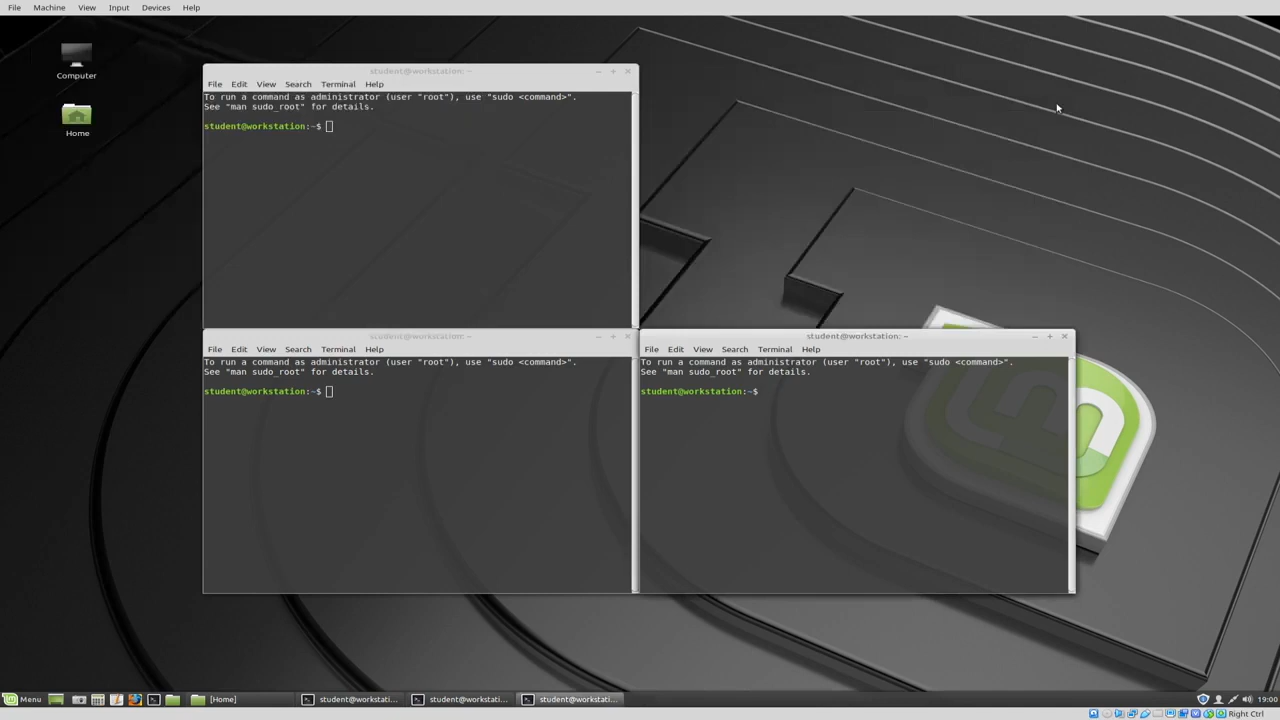 File Machine View Input Devices Help
Computer
Home
student@workstation: ~
File Edit View Search Terminal Help
To run a command as administrator (user "root"), use "sudo <command>".
See "man sudo_root" for details.
student@workstation:~$
student@workstation: ~
File Edit View Search Terminal Help
To run a command as administrator (user "root"), use "sudo <command>".
See "man sudo_root" for details.
student@workstation:~$
student@workstation: ~
File Edit View Search Terminal Help
To run a command as administrator (user "root"), use "sudo <command>".
See "man sudo_root" for details.
student@workstation:~$
Menu [Home] student@workstati... student@workstati... student@workstati... 19:00
Right Ctrl